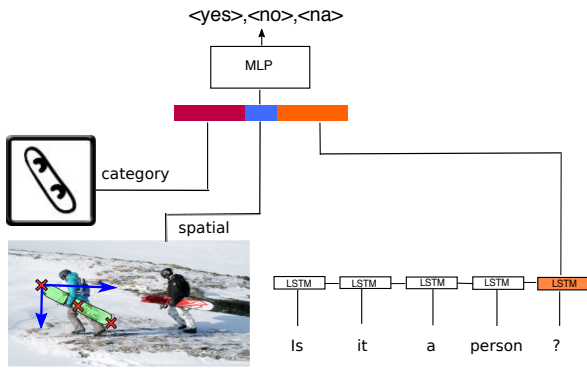 <yes>,<no>,<na>
MLP
category
spatial
LSTM LSTM LSTM LSTM LSTM
Is it a person ?